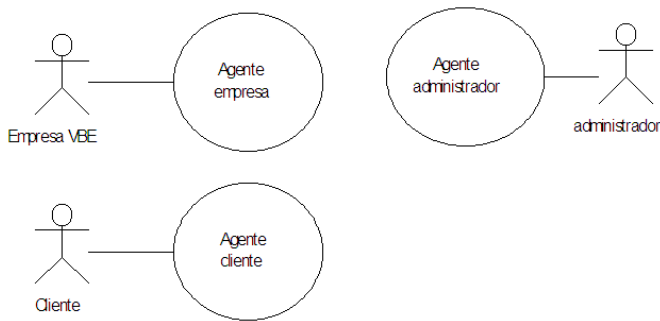 Agente
empresa
Empresa VBE
Agente
administrador
administrador
Agente
cliente
Cliente